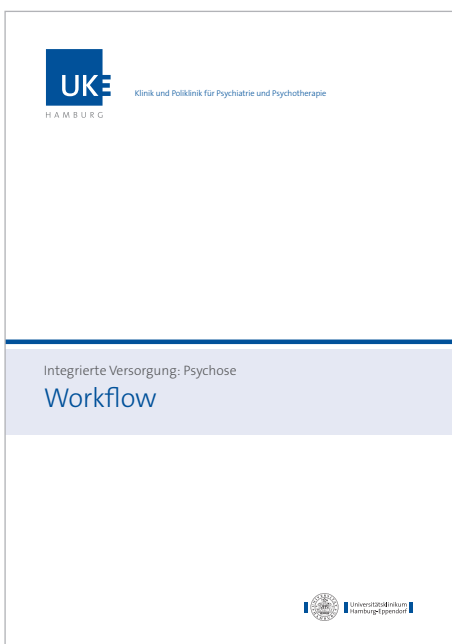 UKE
HAMBURG
Klinik und Poliklinik für Psychiatrie und Psychotherapie
Integrierte Versorgung: Psychose
Workflow
Universitätsklinikum
Hamburg-Eppendorf